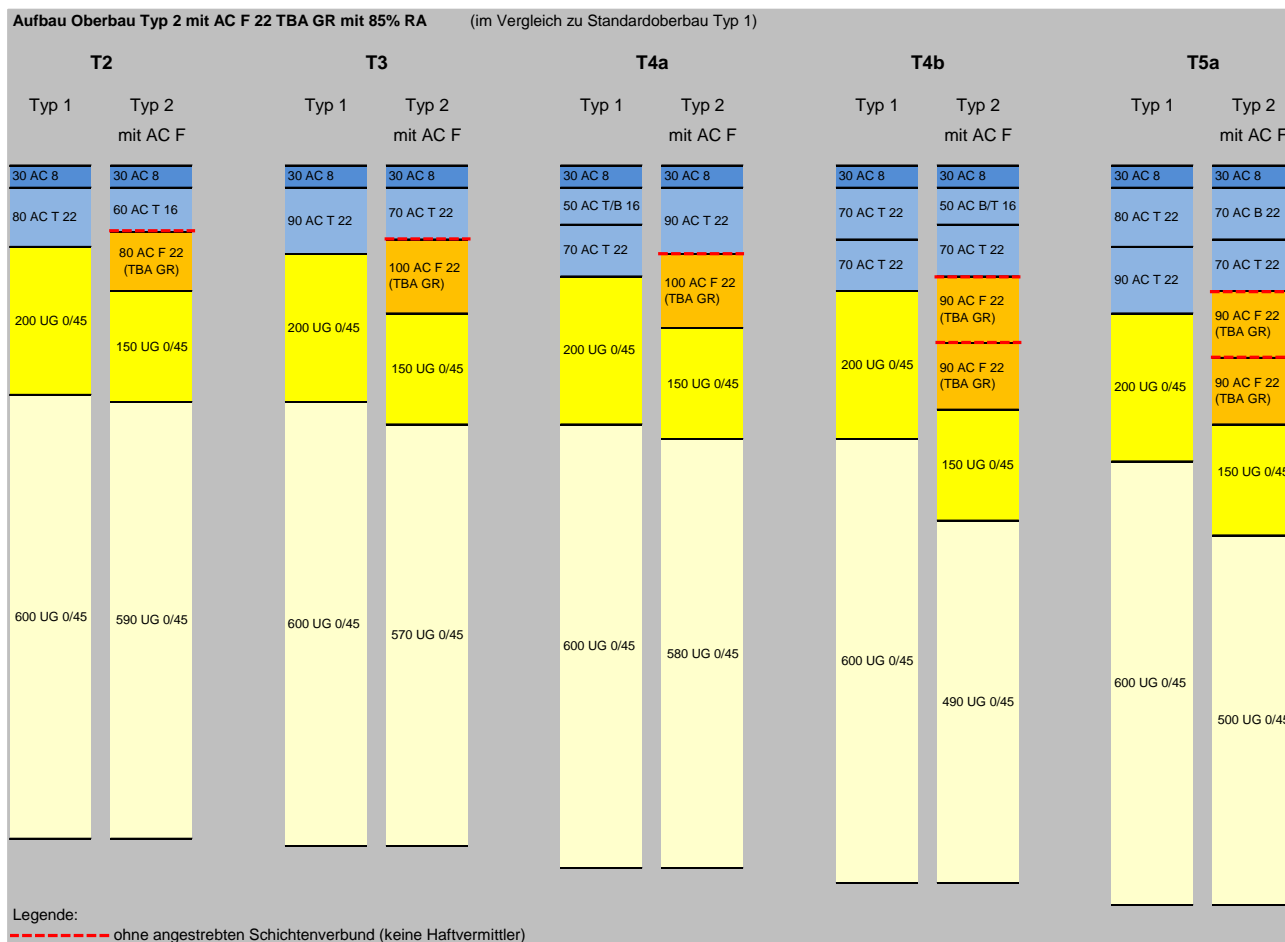 Aufbau Oberbau Typ 2 mit AC F 22 TBA GR mit 85% RA (im Vergleich zu Standardoberbau Typ 1)
T2 T3 T4a T4b T5a
Typ 1 Typ 2 Typ 1 Typ 2 Typ 1 Typ 2 Typ 1 Typ 2 Typ 1 Typ 2
mit AC F mit AC F mit AC F mit AC F mit AC F
30 AC 8 30 AC 8 30 AC 8 30 AC 8 30 AC 8 30 AC 8 30 AC 8 30 AC 8 30 AC 8 30 AC 8
80 AC T 22
60 AC T 16
80 AC F 22
(TBA GR)
200 UG 0/45
150 UG 0/45
600 UG 0/45
590 UG 0/45
90 AC T 22
70 AC T 22
100 AC F 22
(TBA GR)
200 UG 0/45
150 UG 0/45
600 UG 0/45
570 UG 0/45
50 AC T/B 16
70 AC T 22
90 AC T 22
100 AC F 22
(TBA GR)
200 UG 0/45
150 UG 0/45
600 UG 0/45
580 UG 0/45
70 AC T 22
70 AC T 22
50 AC B/T 16
70 AC T 22
90 AC F 22
(TBA GR)
90 AC F 22
(TBA GR)
200 UG 0/45
150 UG 0/45
600 UG 0/45
490 UG 0/45
80 AC T 22
90 AC T 22
70 AC B 22
70 AC T 22
90 AC F 22
(TBA GR)
90 AC F 22
(TBA GR)
200 UG 0/45
150 UG 0/45
600 UG 0/45
500 UG 0/45
Legende:
ohne angestrebten Schichtenverbund (keine Haftvermittler)